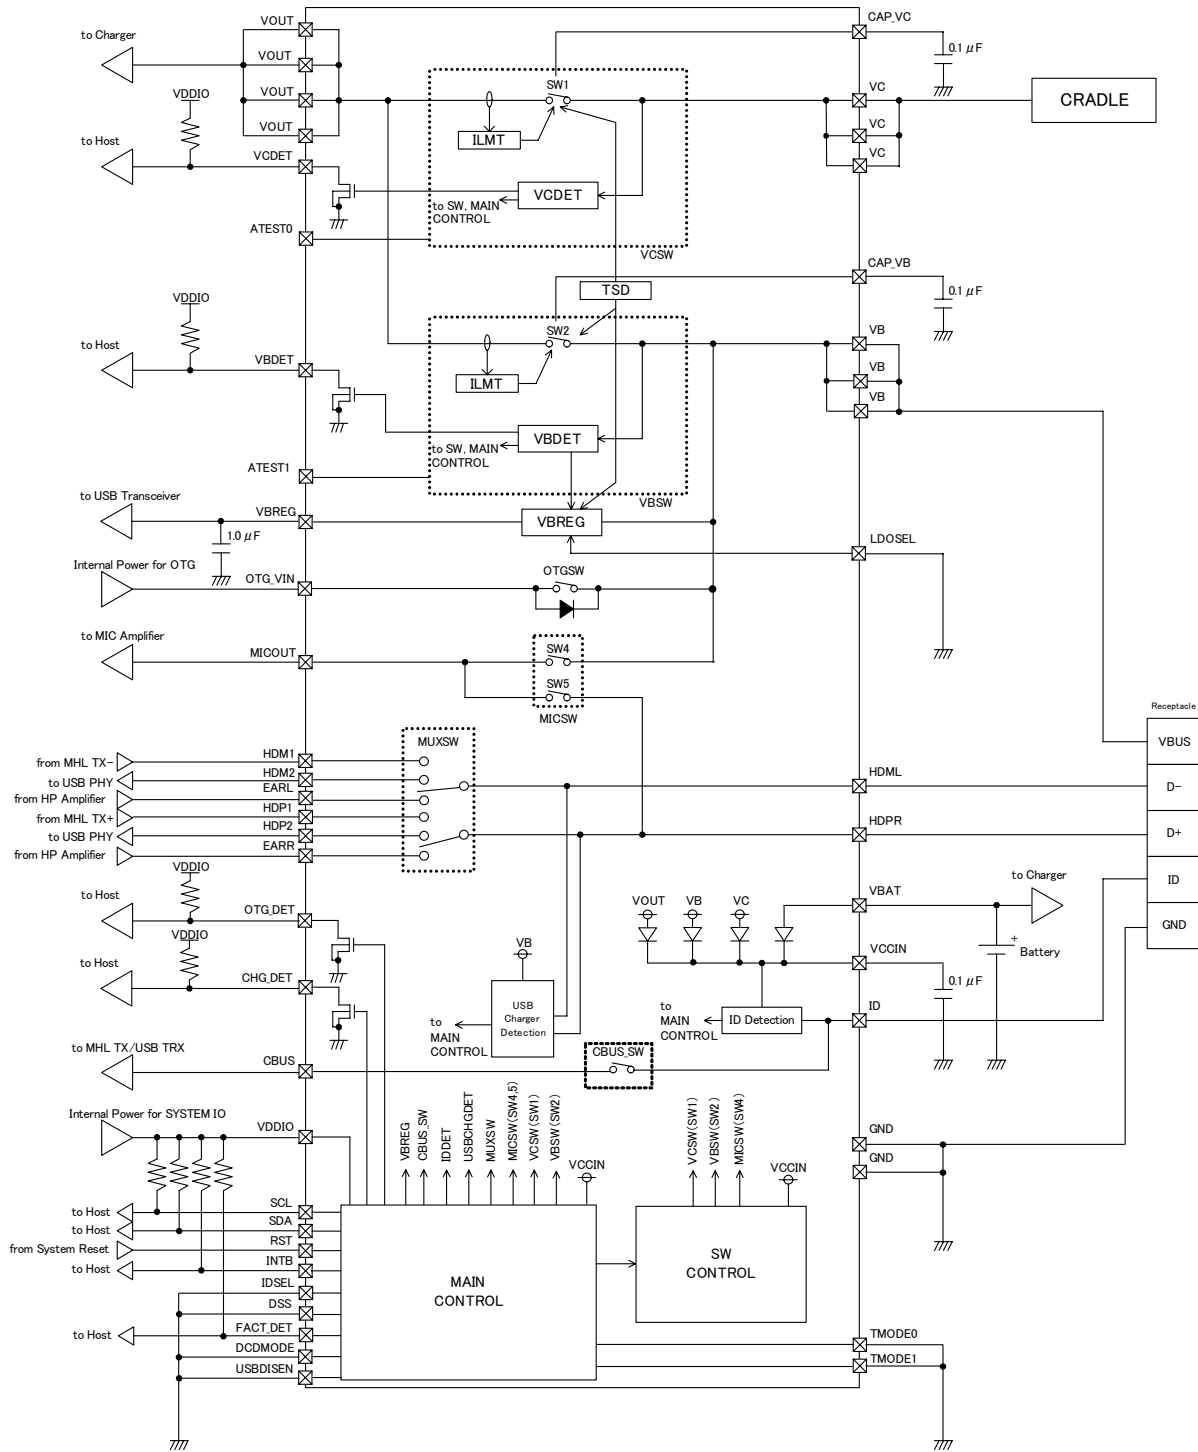 VOUT
CAP_VC
to Charger
VOUT
0.1 μF
SW1
VDDIO
VOUT
VC
CRADLE
VOUT
VC
to Host
ILMT
VC
VCDET
VCDET
to SW, MAIN
CONTROL
ATEST0
VCSW
CAP_VB
TSD
0.1 μF
VDDIO
SW2
VB
to Host
VBDET
VB
ILMT
VB
VBDET
to SW, MAIN
CONTROL
ATEST1
VBSW
to USB Transceiver
VBREG
VBREG
1.0 μF
LDOSEL
Internal Power for OTG
OTG_VIN
OTGSW
to MIC Amplifier
MICOUT
SW4
SW5
MICSW
Receptacle
MUXSW
VBUS
from MHL TX-
HDM1
to USB PHY
HDM2
HDML
D-
from HP Amplifier
EARL
from MHL TX+
HDP1
to USB PHY
HDP2
HDPR
D+
from HP Amplifier
EARR
VDDIO
to Host
OTG_DET
VOUT
VB
VC
VBAT
to Charger
ID
GND
VDDIO
VB
VCCIN
+
Battery
to Host
CHG_DET
USB
Charger
Detection
to
MAIN
CONTROL
to
MAIN
CONTROL
ID Detection
ID
0.1 μF
to MHL TX/USB TRX
CBUS
CBUS_SW
Internal Power for SYSTEM IO
VDDIO
VBREG
CBUS_SW
IDDET
USBCHGDET
MUXSW
MICSW(SW4,5)
VCSW(SW1)
VBSW(SW2)
VCCIN
VCSW(SW1)
VBSW(SW2)
MICSW(SW4)
VCCIN
GND
GND
to Host
SCL
to Host
SDA
from System Reset
RST
to Host
INTB
IDSEL
DSS
to Host
FACT_DET
DCDMODE
USBDISEN
MAIN
CONTROL
SW
CONTROL
TMODE0
TMODE1